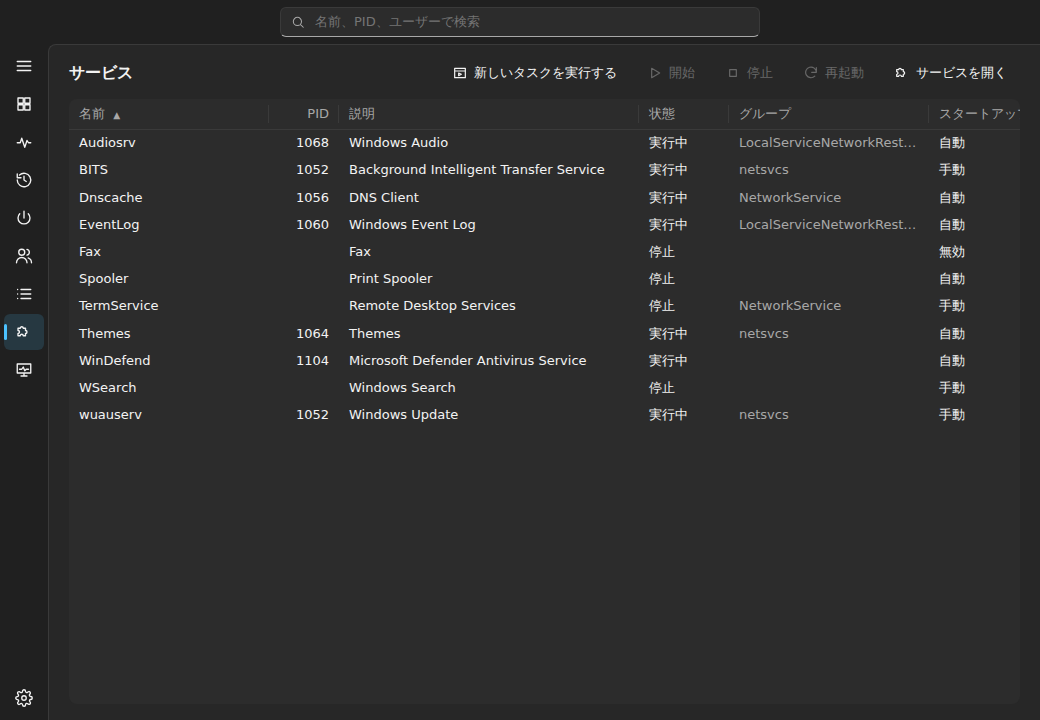 名前、PID、ユーザーで検索
サービス
新しいタスクを実行する 開始 停止 再起動 サービスを開く
名前 ▲ PID 説明 状態 グループ スタートアップ
Audiosrv 1068 Windows Audio 実行中 LocalServiceNetworkRest... 自動
BITS 1052 Background Intelligent Transfer Service 実行中 netsvcs 手動
Dnscache 1056 DNS Client 実行中 NetworkService 自動
EventLog 1060 Windows Event Log 実行中 LocalServiceNetworkRest... 自動
Fax Fax 停止 無効
Spooler Print Spooler 停止 自動
TermService Remote Desktop Services 停止 NetworkService 手動
Themes 1064 Themes 実行中 netsvcs 自動
WinDefend 1104 Microsoft Defender Antivirus Service 実行中 自動
WSearch Windows Search 停止 手動
wuauserv 1052 Windows Update 実行中 netsvcs 手動